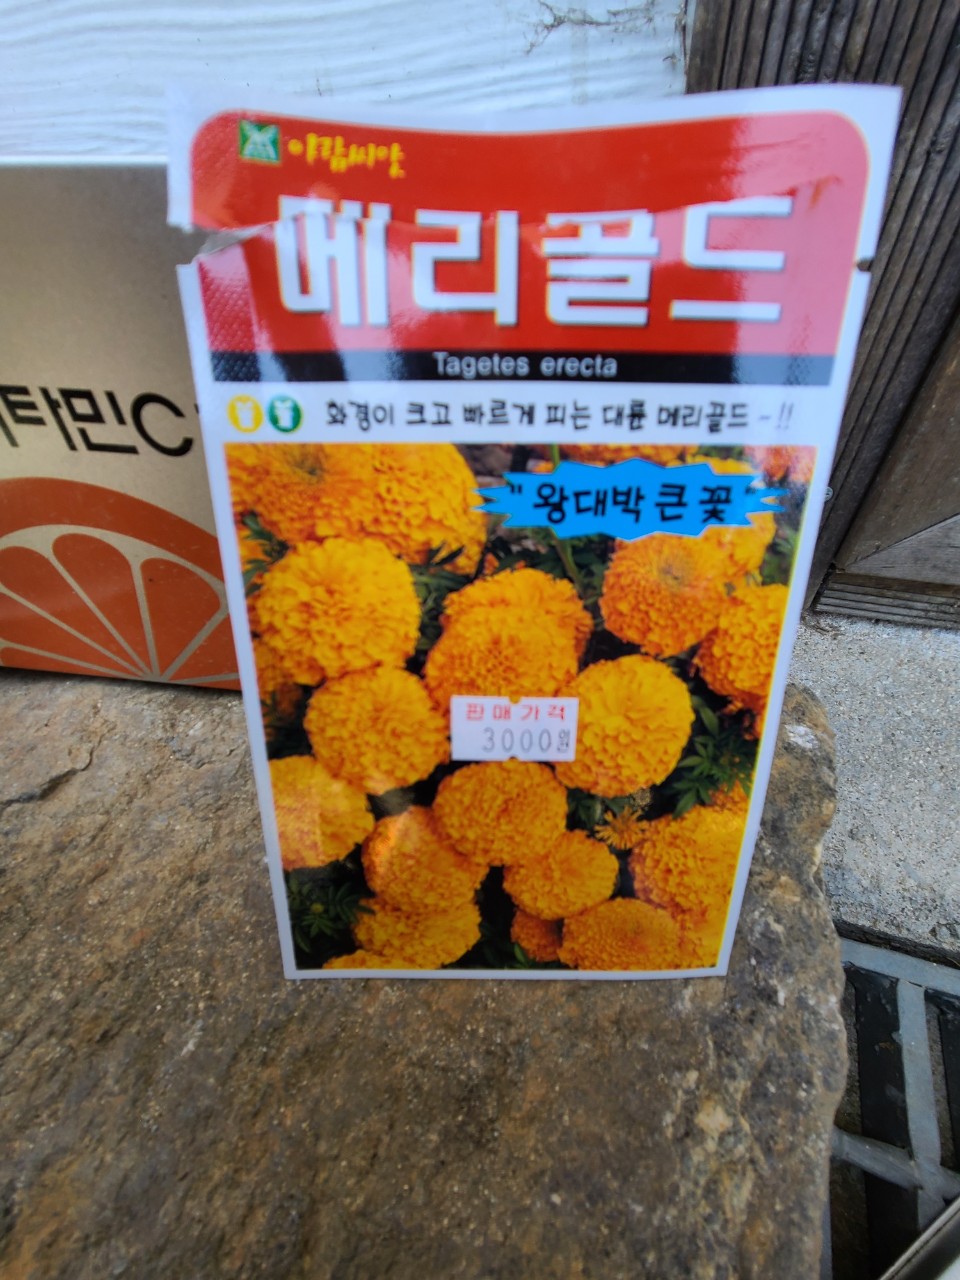 아람씨앗
메리골드
Tagetes erecta
봄 봄 화경이 크고 빠르게 피는 대륜 메리골드 - !!
"왕대박 큰 꽃"
판매가격
3000원
타민C